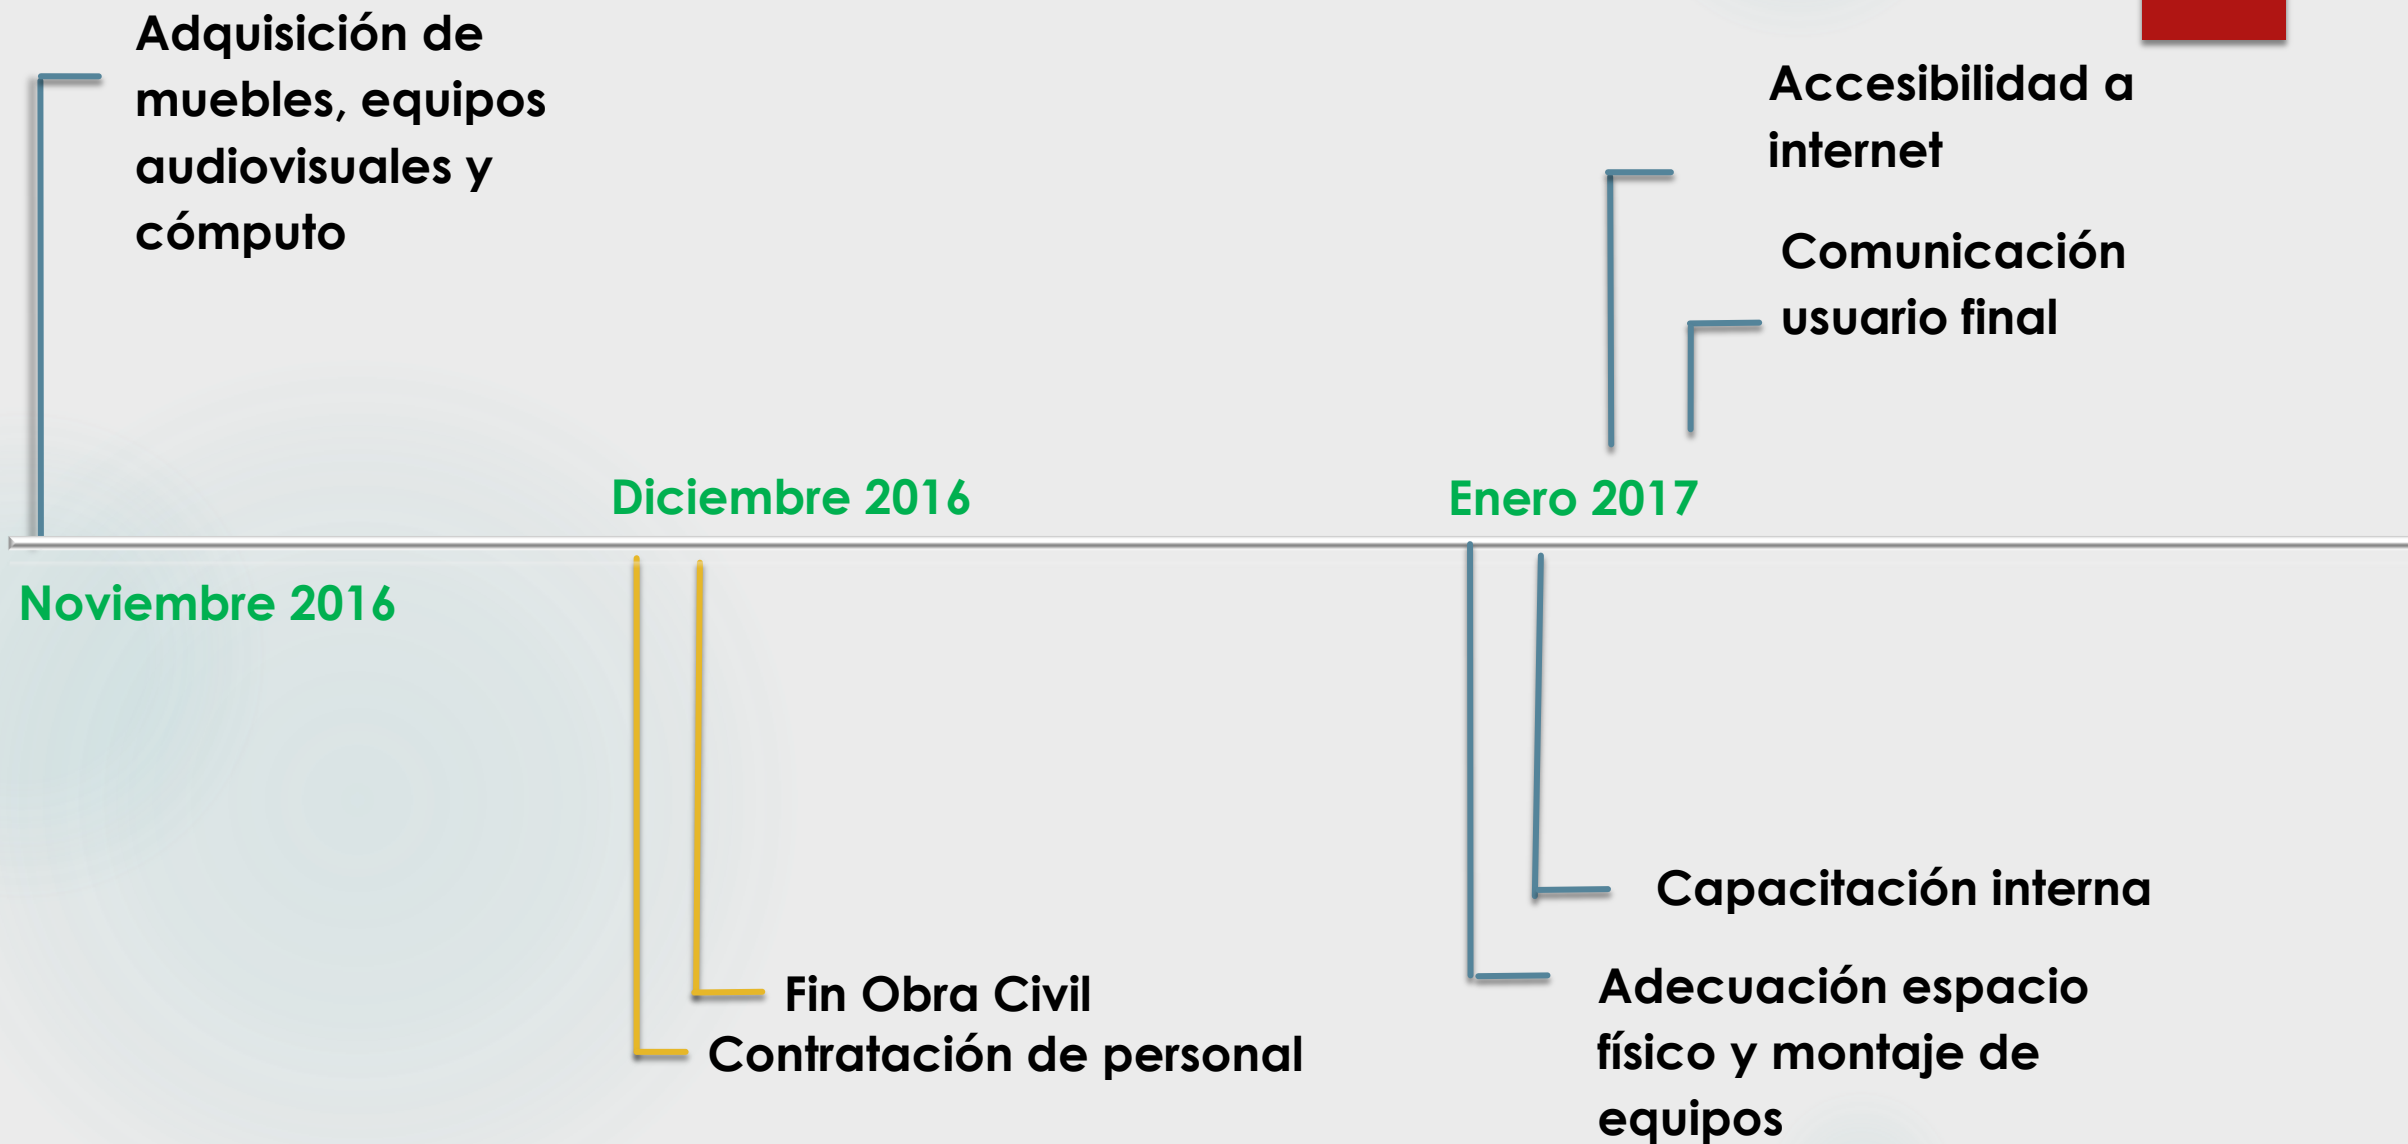 Adquisición de
muebles, equipos
audiovisuales y
cómputo
Accesibilidad a
internet
Comunicación
usuario final
Diciembre 2016
Enero 2017
Noviembre 2016
Capacitación interna
Fin Obra Civil
Contratación de personal
Adecuación espacio
físico y montaje de
equipos